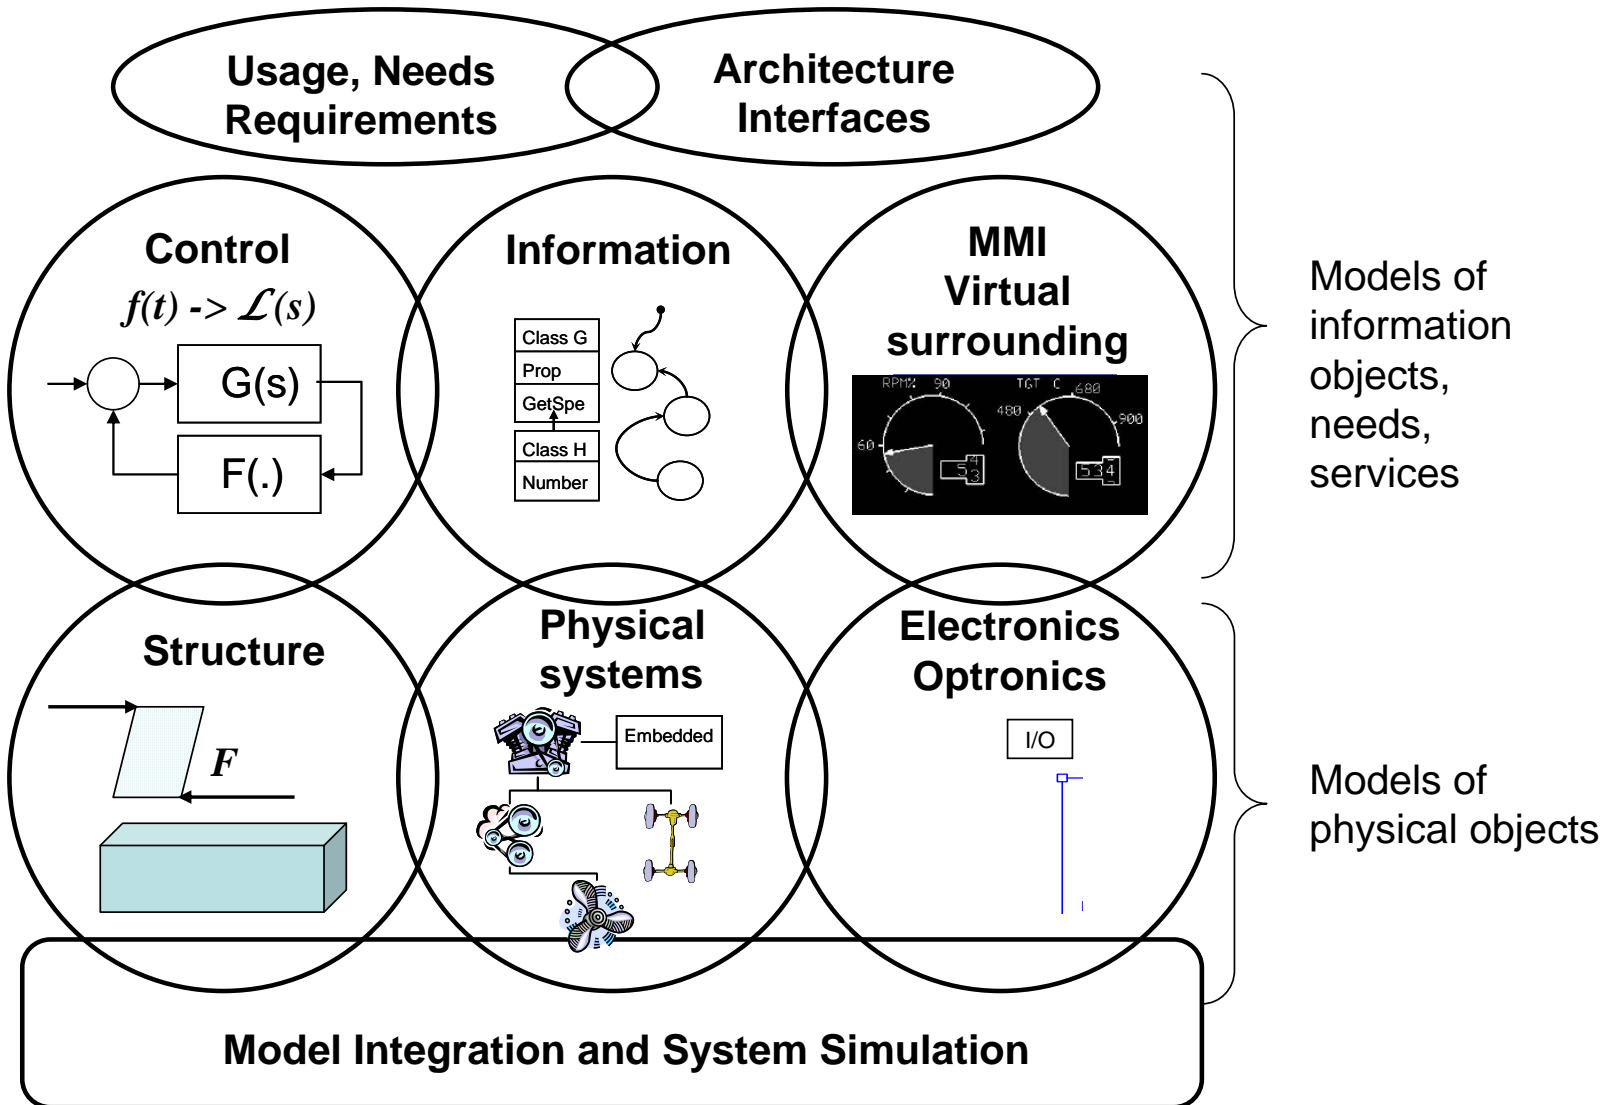 Usage, Needs
Requirements
Architecture
Interfaces
Control
f(t) -> ℒ(s)
G(s)
F(.)
Information
Class G
Prop
GetSpe
Class H
Number
MMI
Virtual
surrounding
RPM% 90
60
TGT C 680
480
900
534
Models of
information
objects,
needs,
services
Structure
F
Physical
systems
Embedded
Electronics
Optronics
I/O
Models of
physical objects
Model Integration and System Simulation